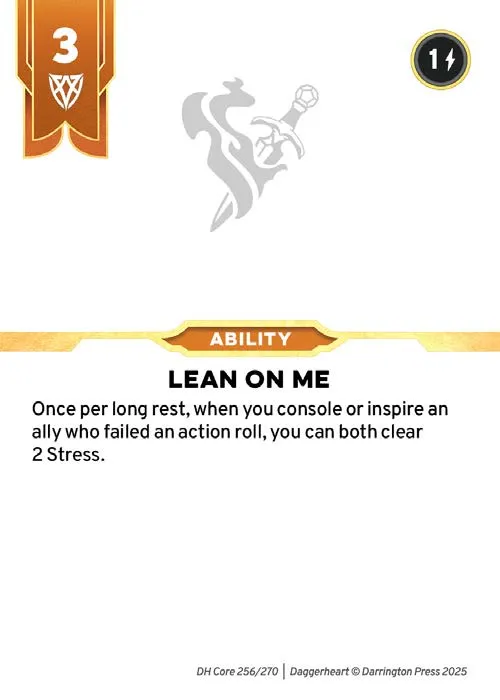 3
1
ABILITY
LEAN ON ME
Once per long rest, when you console or inspire an
ally who failed an action roll, you can both clear
2 Stress.
DH Core 256/270 | Daggerheart © Darrington Press 2025